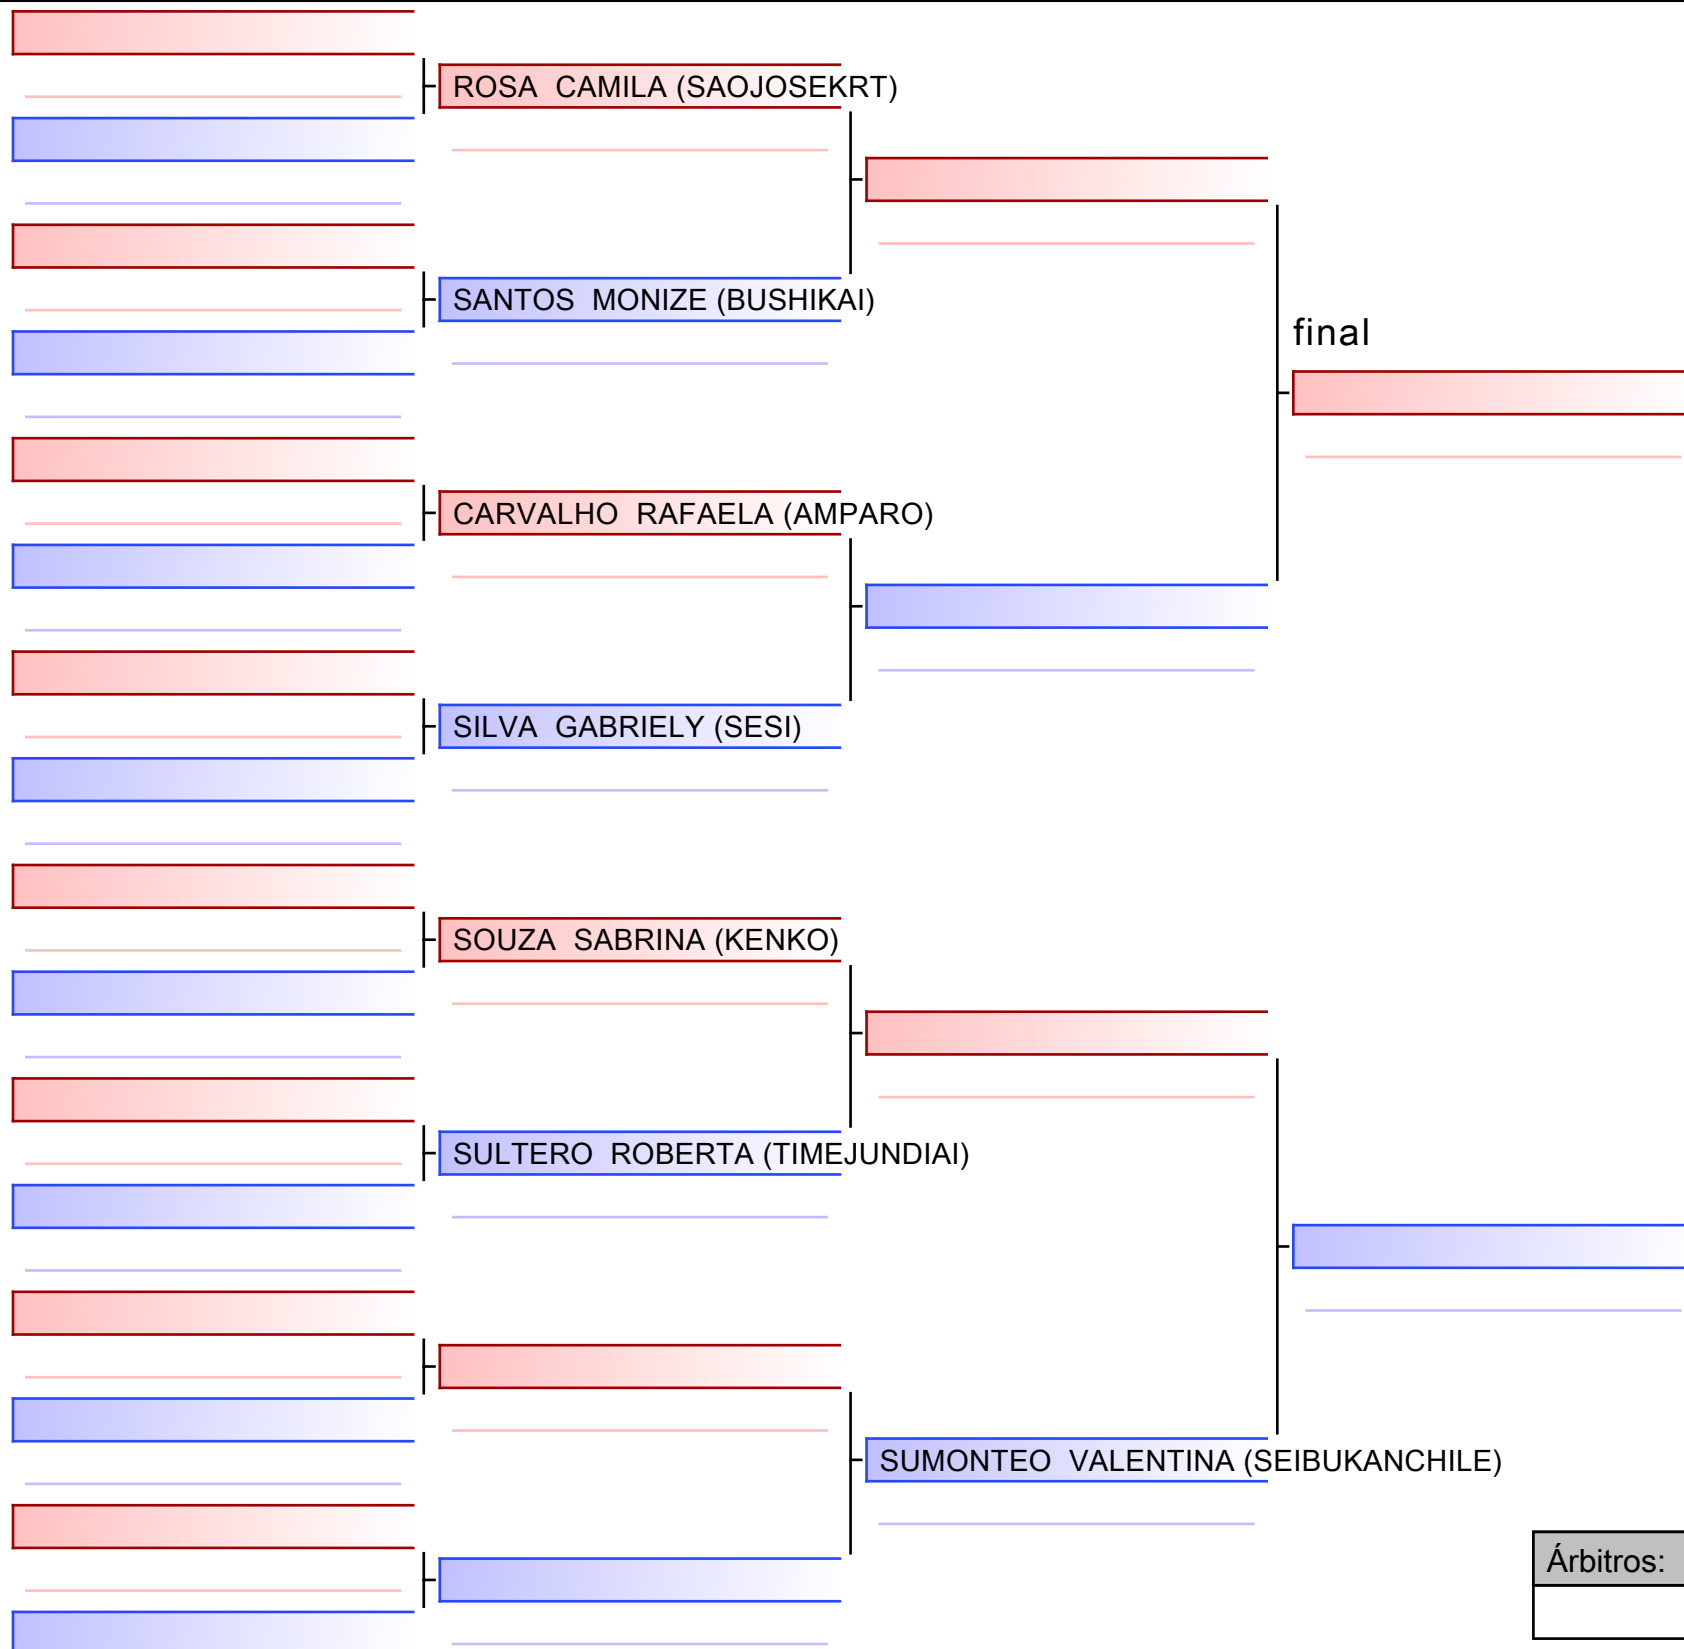 ROSA CAMILA (SAOJOSEKRT)
SANTOS MONIZE (BUSHIKAI)
final
CARVALHO RAFAELA (AMPARO)
SILVA GABRIELY (SESI)
SOUZA SABRINA (KENKO)
SULTERO ROBERTA (TIMEJUNDIAI)
SUMONTEO VALENTINA (SEIBUKANCHILE)
Árbitros: